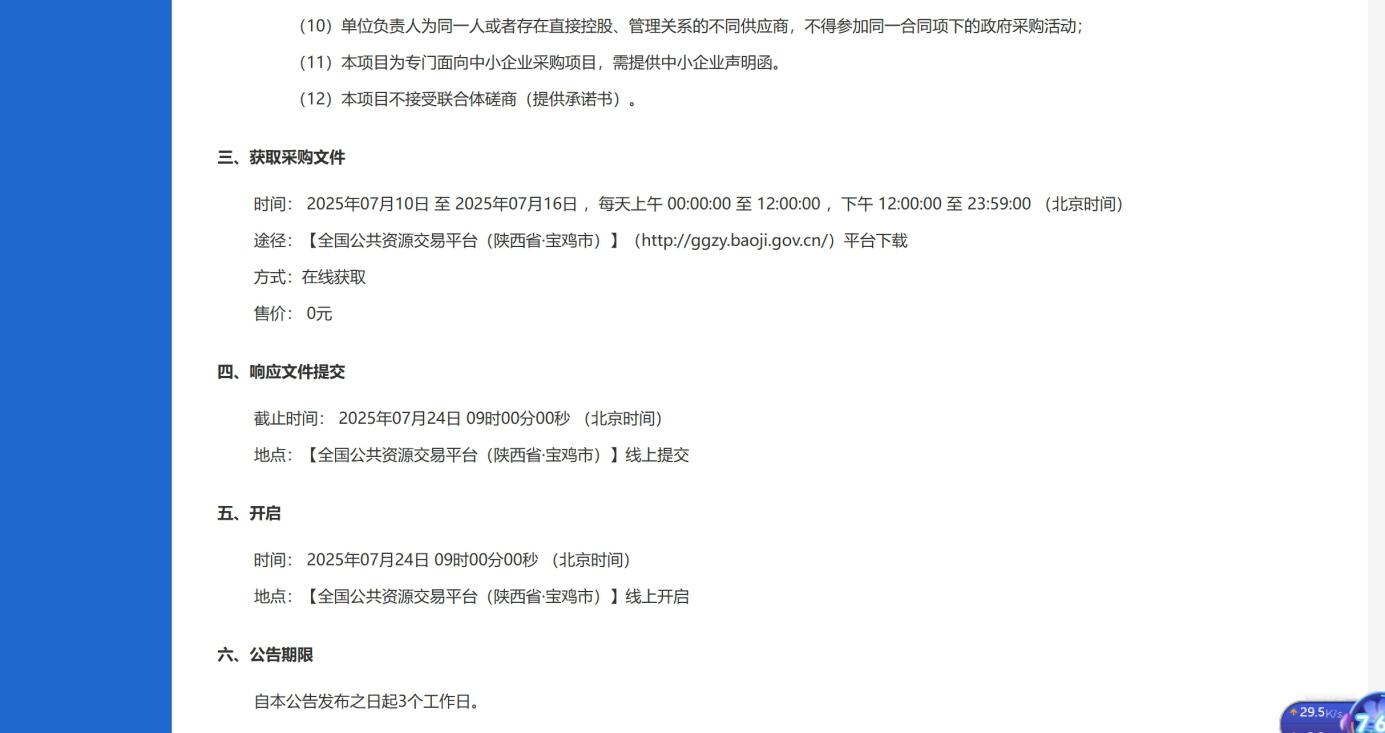 （10）单位负责人为同一人或者存在直接控股、管理关系的不同供应商，不得参加同一合同项下的政府采购活动；
（11）本项目为专门面向中小企业采购项目，需提供中小企业声明函。
（12）本项目不接受联合体磋商（提供承诺书）。
三、获取采购文件
时间： 2025年07月10日 至 2025年07月16日 ，每天上午 00:00:00 至 12:00:00 ，下午 12:00:00 至 23:59:00 （北京时间）
途径：【全国公共资源交易平台（陕西省·宝鸡市）】（http://ggzy.baoji.gov.cn/）平台下载
方式：在线获取
售价： 0元
四、响应文件提交
截止时间： 2025年07月24日 09时00分00秒 （北京时间）
地点：【全国公共资源交易平台（陕西省·宝鸡市）】线上提交
五、开启
时间： 2025年07月24日 09时00分00秒 （北京时间）
地点：【全国公共资源交易平台（陕西省·宝鸡市）】线上开启
六、公告期限
自本公告发布之日起3个工作日。
29.5K/s
76